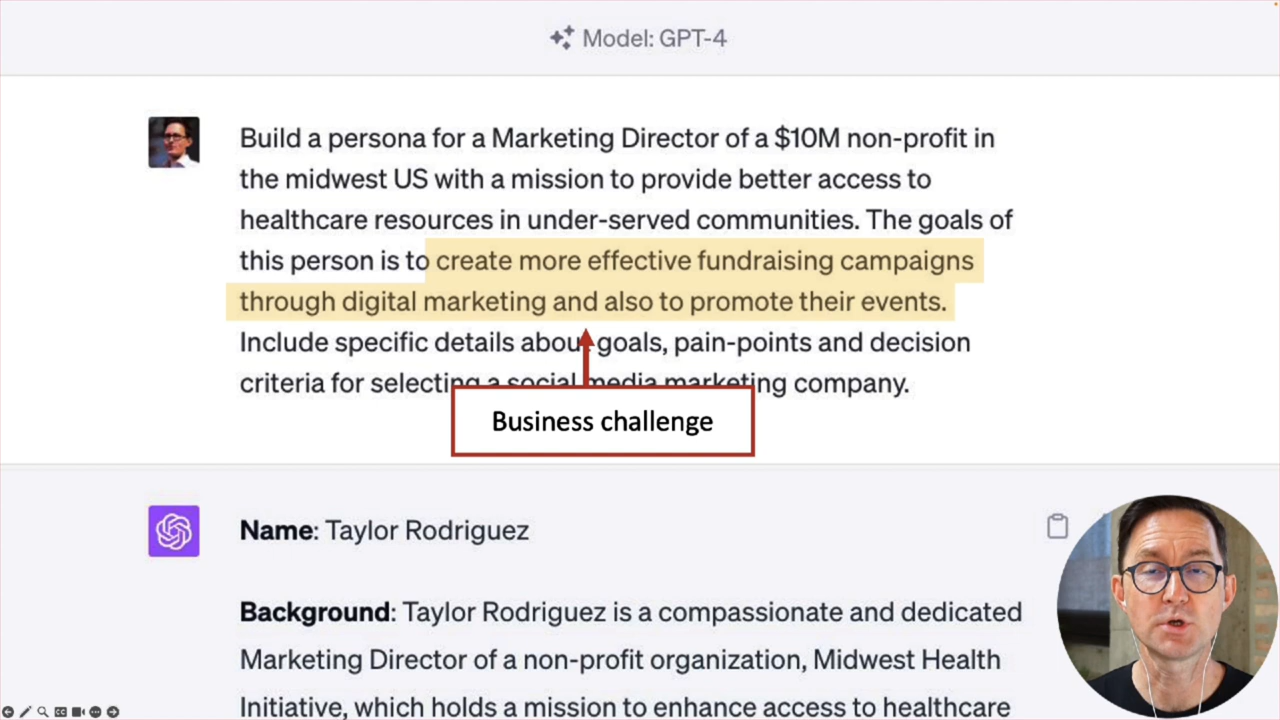 Model: GPT-4
Build a persona for a Marketing Director of a $10M non-profit in
the midwest US with a mission to provide better access to
healthcare resources in under-served communities. The goals of
this person is to create more effective fundraising campaigns
through digital marketing and also to promote their events.
Include specific details about goals, pain-points and decision
criteria for selecting a social media marketing company.
Business challenge
Name: Taylor Rodriguez
Background: Taylor Rodriguez is a compassionate and dedicated
Marketing Director of a non-profit organization, Midwest Health
Initiative, which holds a mission to enhance access to healthcare